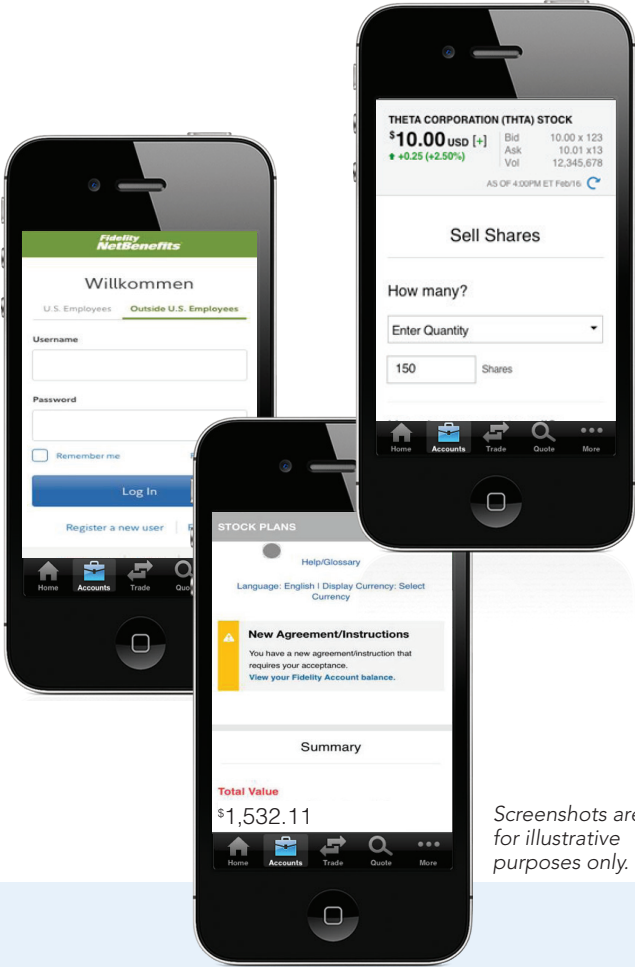 Fidelity
NetBenefits
Willkommen
U.S. Employees Outside U.S. Employees
Username
Password
Remember me
Log In
Register a new user
Home Accounts Trade
THETA CORPORATION (THTA) STOCK
$10.00 USD [+]
+0.25 (+2.50%)
Bid 10.00 x 123
Ask 10.01 x13
Vol 12,345,678
AS OF 4:00PM ET Feb/16
Sell Shares
How many?
Enter Quantity
150 Shares
Home Accounts Trade Quote More
STOCK PLANS
Help/Glossary
Language: English | Display Currency: Select
Currency
New Agreement/Instructions
You have a new agreement/instruction that
requires your acceptance.
View your Fidelity Account balance.
Summary
Total Value
$1,532.11
Home Accounts Trade Quote More
Screenshots are
for illustrative
purposes only.